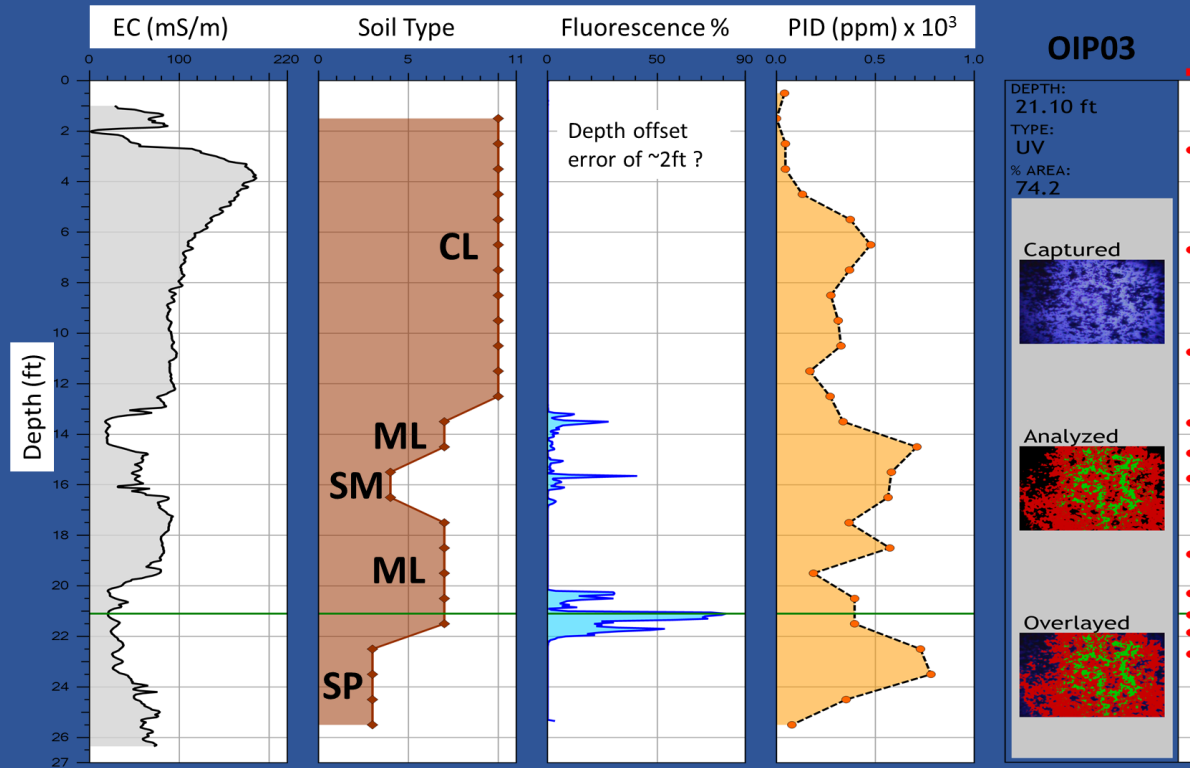 EC (mS/m) Soil Type Fluorescence % PID (ppm) x 10³
OIP03
0 100 220 0 5 11 0 50 90 0.0 0.5 1.0
0
2
4
6
8
10
12
14
16
18
20
22
24
26
27
Depth (ft)
CL
ML
SM
ML
SP
Depth offset
error of ~2ft ?
DEPTH:
21.10 ft
TYPE:
UV
% AREA:
74.2
Captured
Analyzed
Overlayed